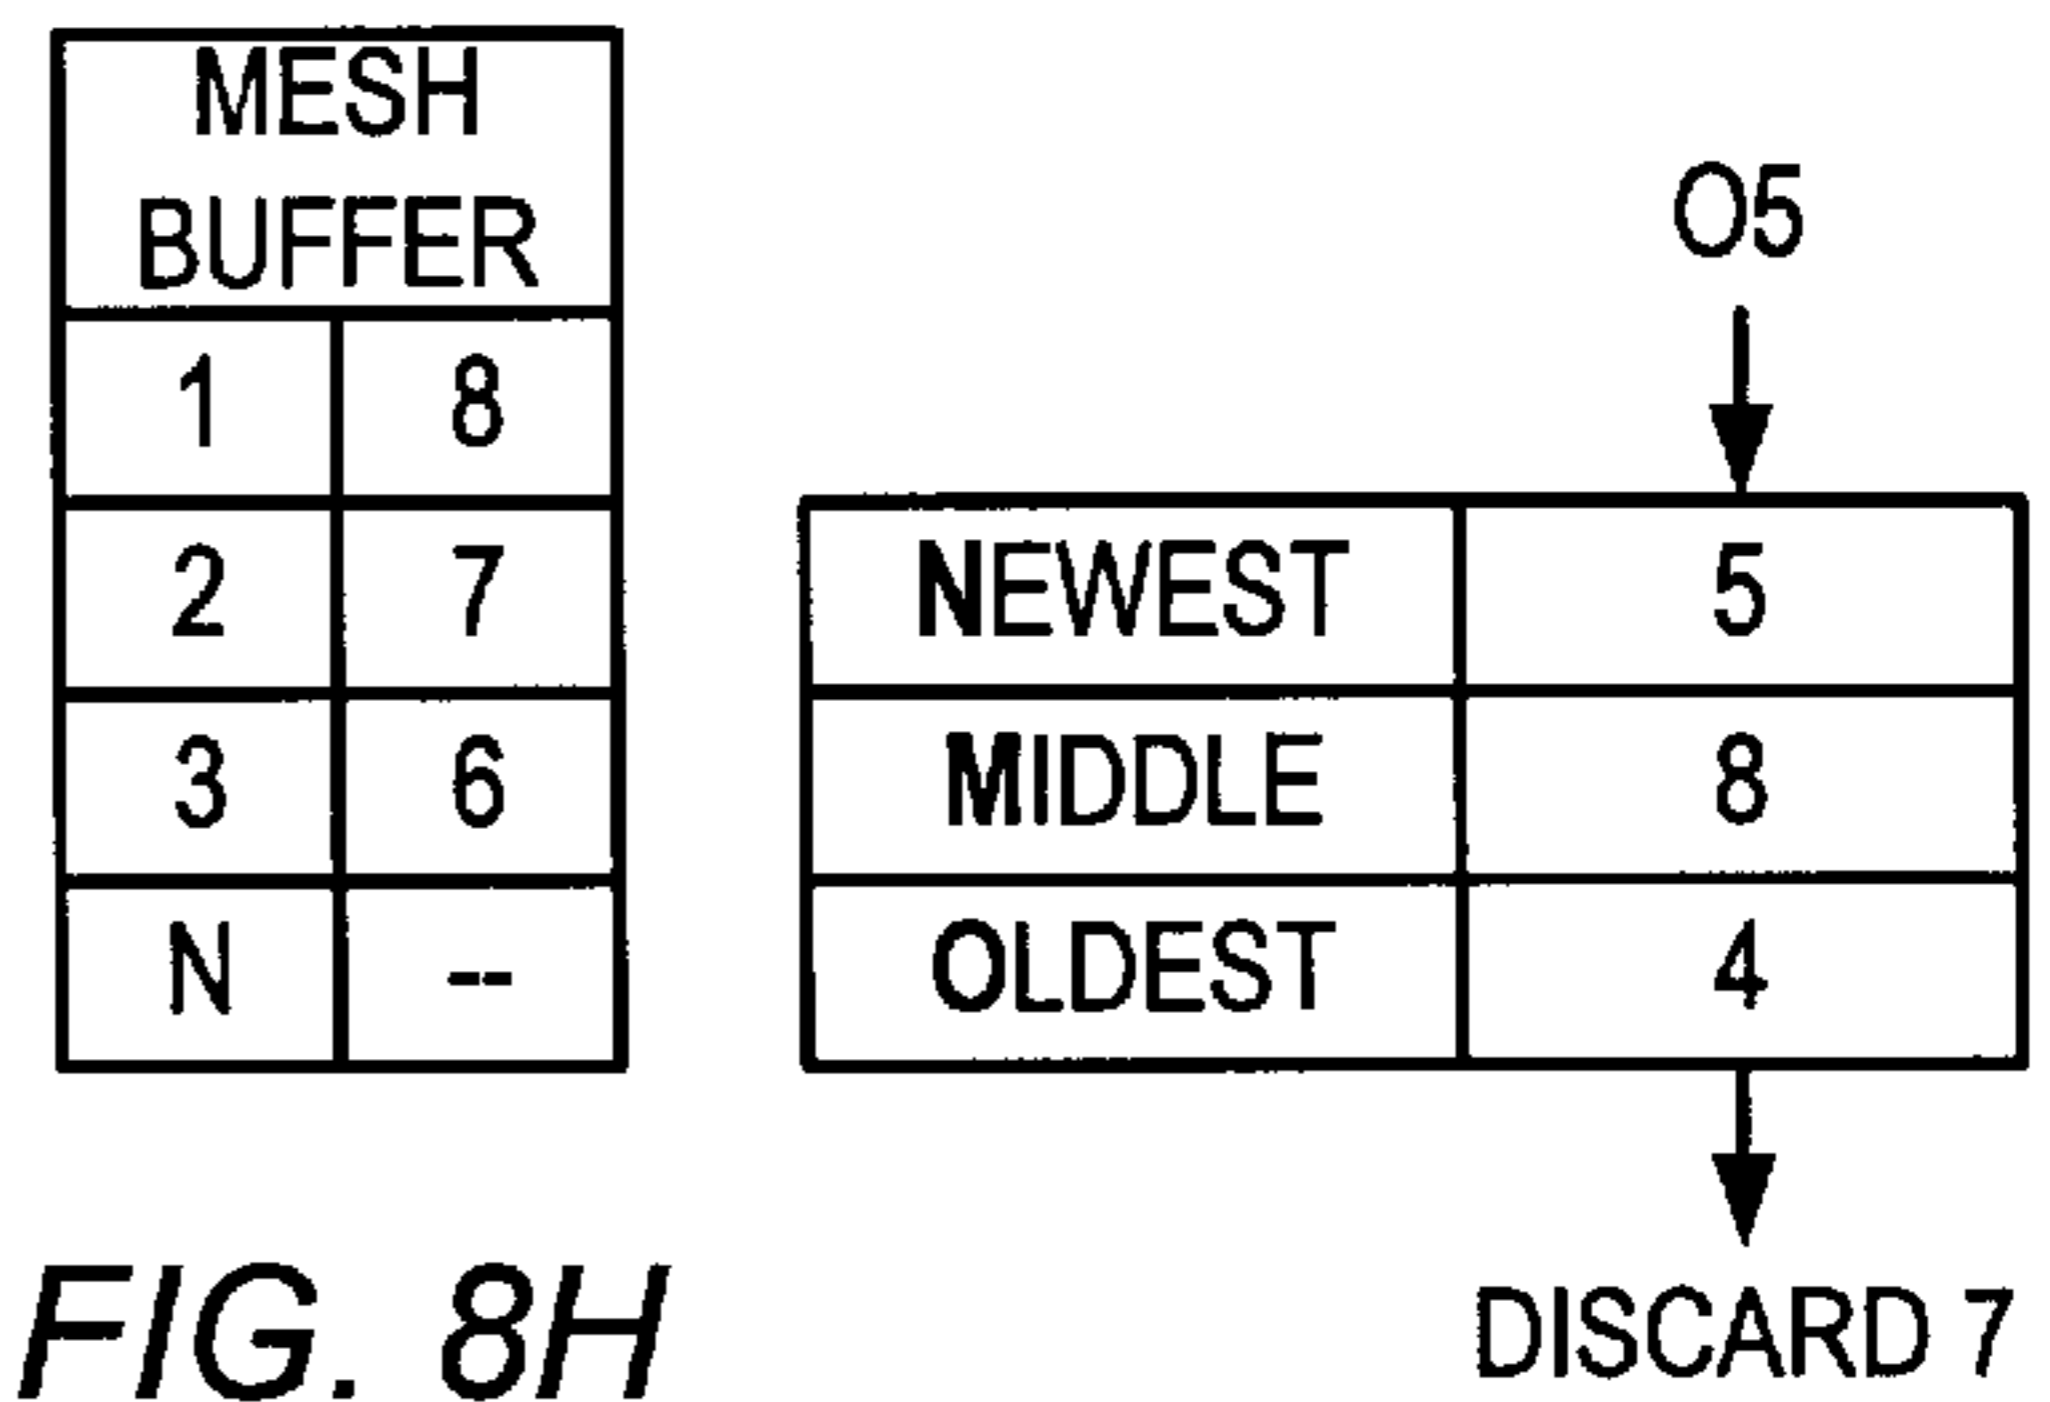 MESH
BUFFER
1 8
2 7
3 6
N --
O5
NEWEST 5
MIDDLE 8
OLDEST 4
DISCARD 7
FIG. 8H